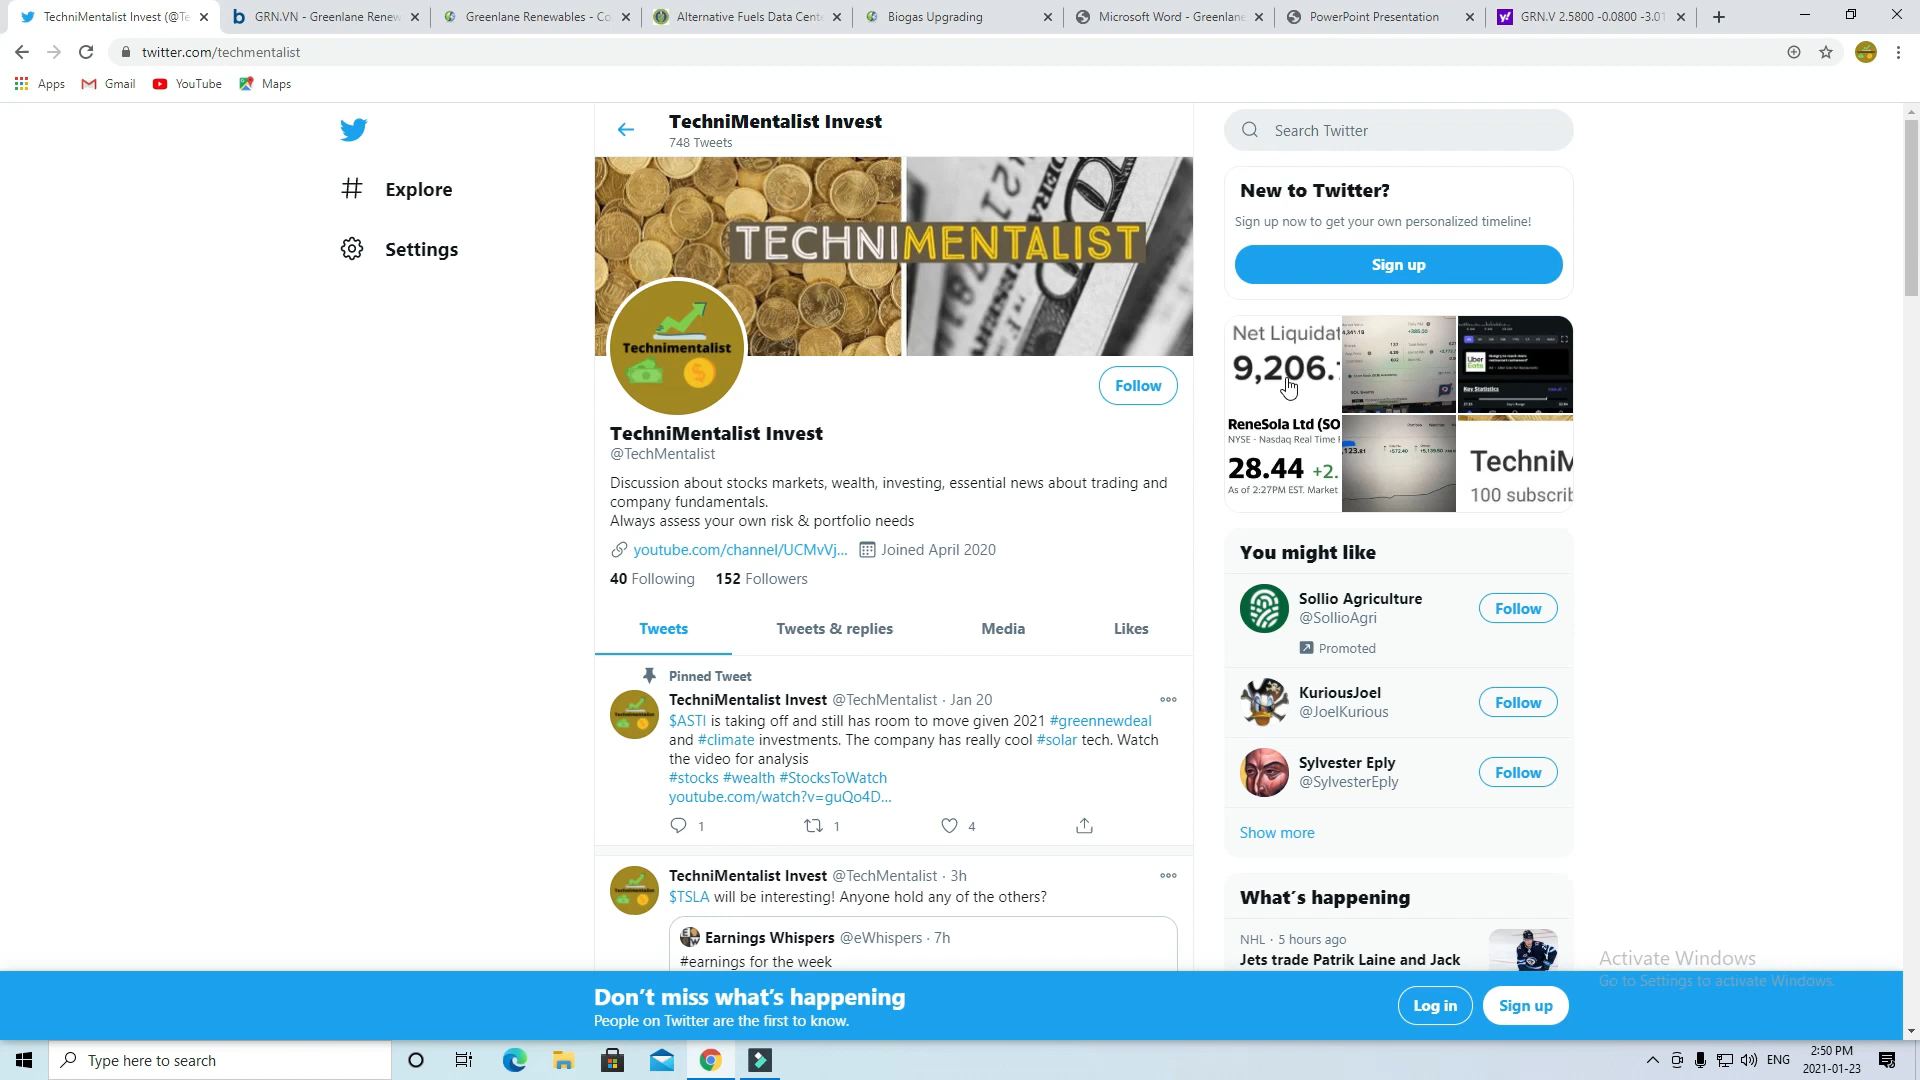 TechniMentalist Invest (@Te
GRN.VN - Greenlane Renew
Greenlane Renewables - Co
Alternative Fuels Data Cent
Biogas Upgrading
Microsoft Word - Greenlane
PowerPoint Presentation
GRN.V 2.5800 -0.0800 -3.01
twitter.com/techmentalist
Apps
Gmail
YouTube
Maps
Explore
Settings
TechniMentalist Invest
748 Tweets
TECHNIMENTALIST
Technimentalist
Follow
TechniMentalist Invest
@TechMentalist
Discussion about stocks markets, wealth, investing, essential news about trading and
company fundamentals.
Always assess your own risk & portfolio needs
youtube.com/channel/UCMvVj... Joined April 2020
40 Following 152 Followers
Tweets
Tweets & replies
Media
Likes
Pinned Tweet
TechniMentalist Invest @TechMentalist · Jan 20
$ASTI is taking off and still has room to move given 2021 #greennewdeal
and #climate investments. The company has really cool #solar tech. Watch
the video for analysis
#stocks #wealth #StocksToWatch
youtube.com/watch?v=guQo4D...
1
1
4
TechniMentalist Invest @TechMentalist · 3h
$TSLA will be interesting! Anyone hold any of the others?
Earnings Whispers @eWhispers · 7h
#earnings for the week
Search Twitter
New to Twitter?
Sign up now to get your own personalized timeline!
Sign up
Net Liquidat
9,206.
Uber Eats
Key Statistics
ReneSola Ltd (SO
NYSE - Nasdaq Real Time
28.44 +2.
As of 2:27PM EST. Market
TechniM
100 subscrib
You might like
Sollio Agriculture
@SollioAgri
Follow
Promoted
KuriousJoel
@JoelKurious
Follow
Sylvester Eply
@SylvesterEply
Follow
Show more
What's happening
NHL · 5 hours ago
Jets trade Patrik Laine and Jack
Activate Windows
Go to Settings to activate Windows.
Don't miss what's happening
People on Twitter are the first to know.
Log in
Sign up
Type here to search
ENG
2:50 PM
2021-01-23